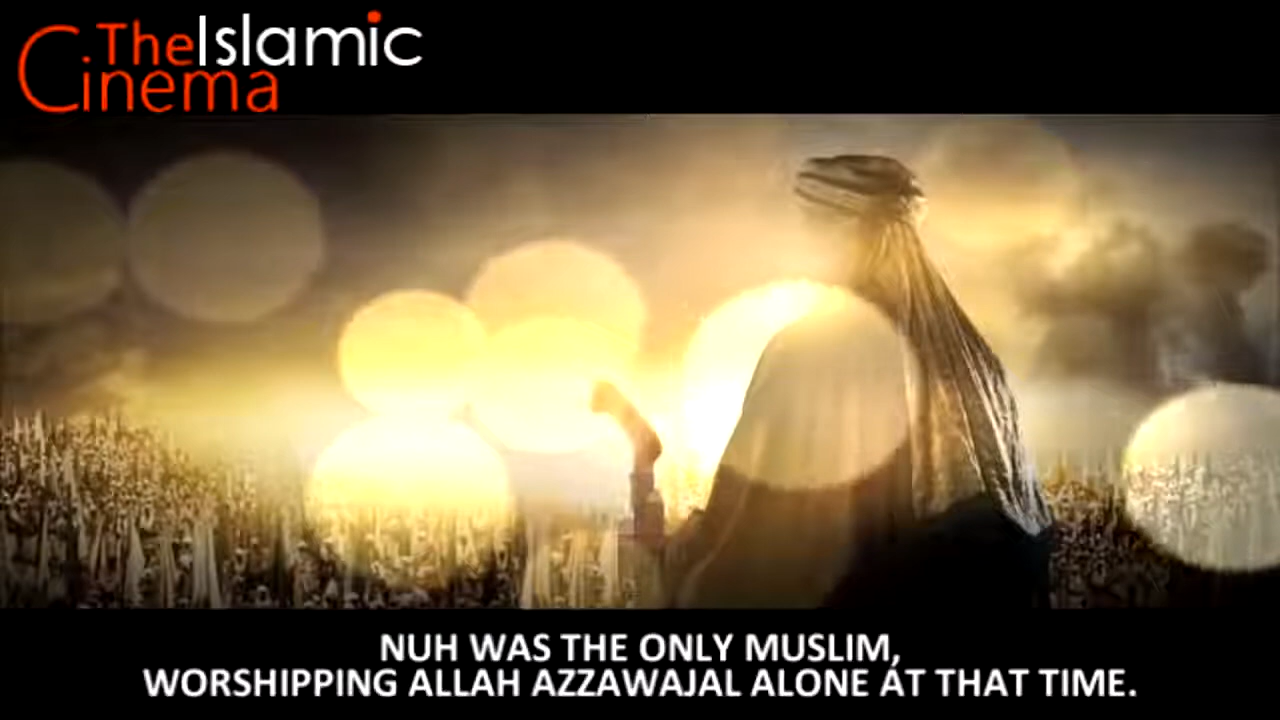 TheIslamic
Cinema
NUH WAS THE ONLY MUSLIM,
WORSHIPPING ALLAH AZZAWAJAL ALONE AT THAT TIME.